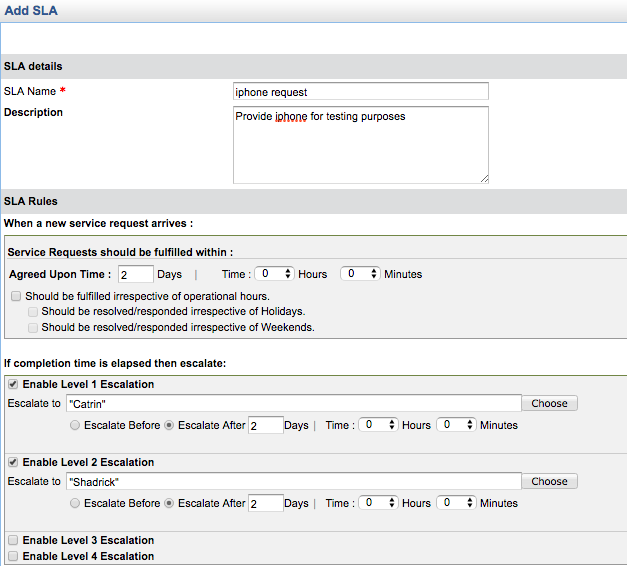 Add SLA
SLA details
SLA Name * iphone request
Description Provide iphone for testing purposes
SLA Rules
When a new service request arrives :
Service Requests should be fulfilled within :
Agreed Upon Time : 2 Days | Time : 0 Hours 0 Minutes
Should be fulfilled irrespective of operational hours.
Should be resolved/responded irrespective of Holidays.
Should be resolved/responded irrespective of Weekends.
If completion time is elapsed then escalate:
Enable Level 1 Escalation
Escalate to "Catrin" Choose
Escalate Before Escalate After 2 Days | Time : 0 Hours 0 Minutes
Enable Level 2 Escalation
Escalate to "Shadrick" Choose
Escalate Before Escalate After 2 Days | Time : 0 Hours 0 Minutes
Enable Level 3 Escalation
Enable Level 4 Escalation